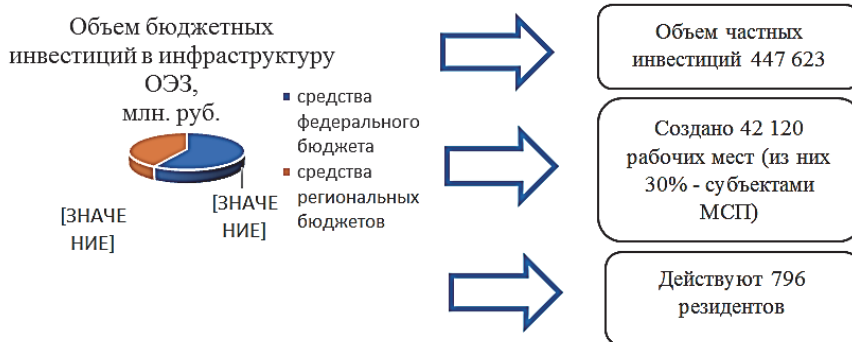 Объем бюджетных
инвестиций в инфраструктуру
ОЭЗ,
млн. руб.
средства
федерального
бюджета
средства
региональных
бюджетов
[ЗНАЧЕ
НИЕ]
[ЗНАЧЕ
НИЕ]
Объем частных
инвестиций 447 623
Создано 42 120
рабочих мест (из них
30% - субъектами
МСП)
Действуют 796
резидентов